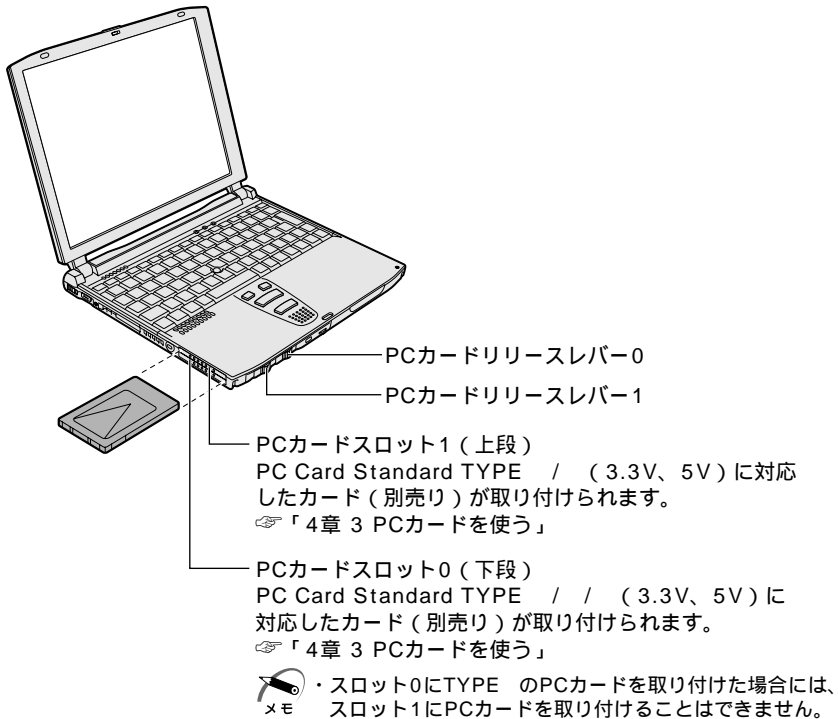 PCカードリリースレバー0
PCカードリリースレバー1
PCカードスロット1（上段）
PC Card Standard TYPE / （3.3V、5V）に対応
したカード（別売り）が取り付けられます。
☞「4章 3 PCカードを使う」
PCカードスロット0（下段）
PC Card Standard TYPE / / （3.3V、5V）に
対応したカード（別売り）が取り付けられます。
☞「4章 3 PCカードを使う」
メモ
・スロット0にTYPE のPCカードを取り付けた場合には、
スロット1にPCカードを取り付けることはできません。